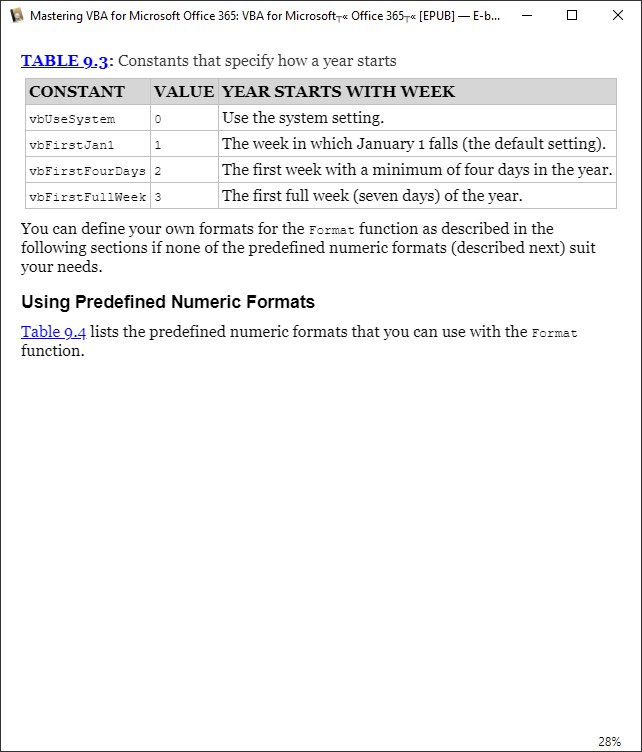 Mastering VBA for Microsoft Office 365: VBA for Microsoft┬« Office 365┬« [EPUB] — E-b...
TABLE 9.3: Constants that specify how a year starts
CONSTANT VALUE YEAR STARTS WITH WEEK
vbUseSystem 0 Use the system setting.
vbFirstJan1 1 The week in which January 1 falls (the default setting).
vbFirstFourDays 2 The first week with a minimum of four days in the year.
vbFirstFullWeek 3 The first full week (seven days) of the year.
You can define your own formats for the Format function as described in the
following sections if none of the predefined numeric formats (described next) suit
your needs.
Using Predefined Numeric Formats
Table 9.4 lists the predefined numeric formats that you can use with the Format
function.
28%